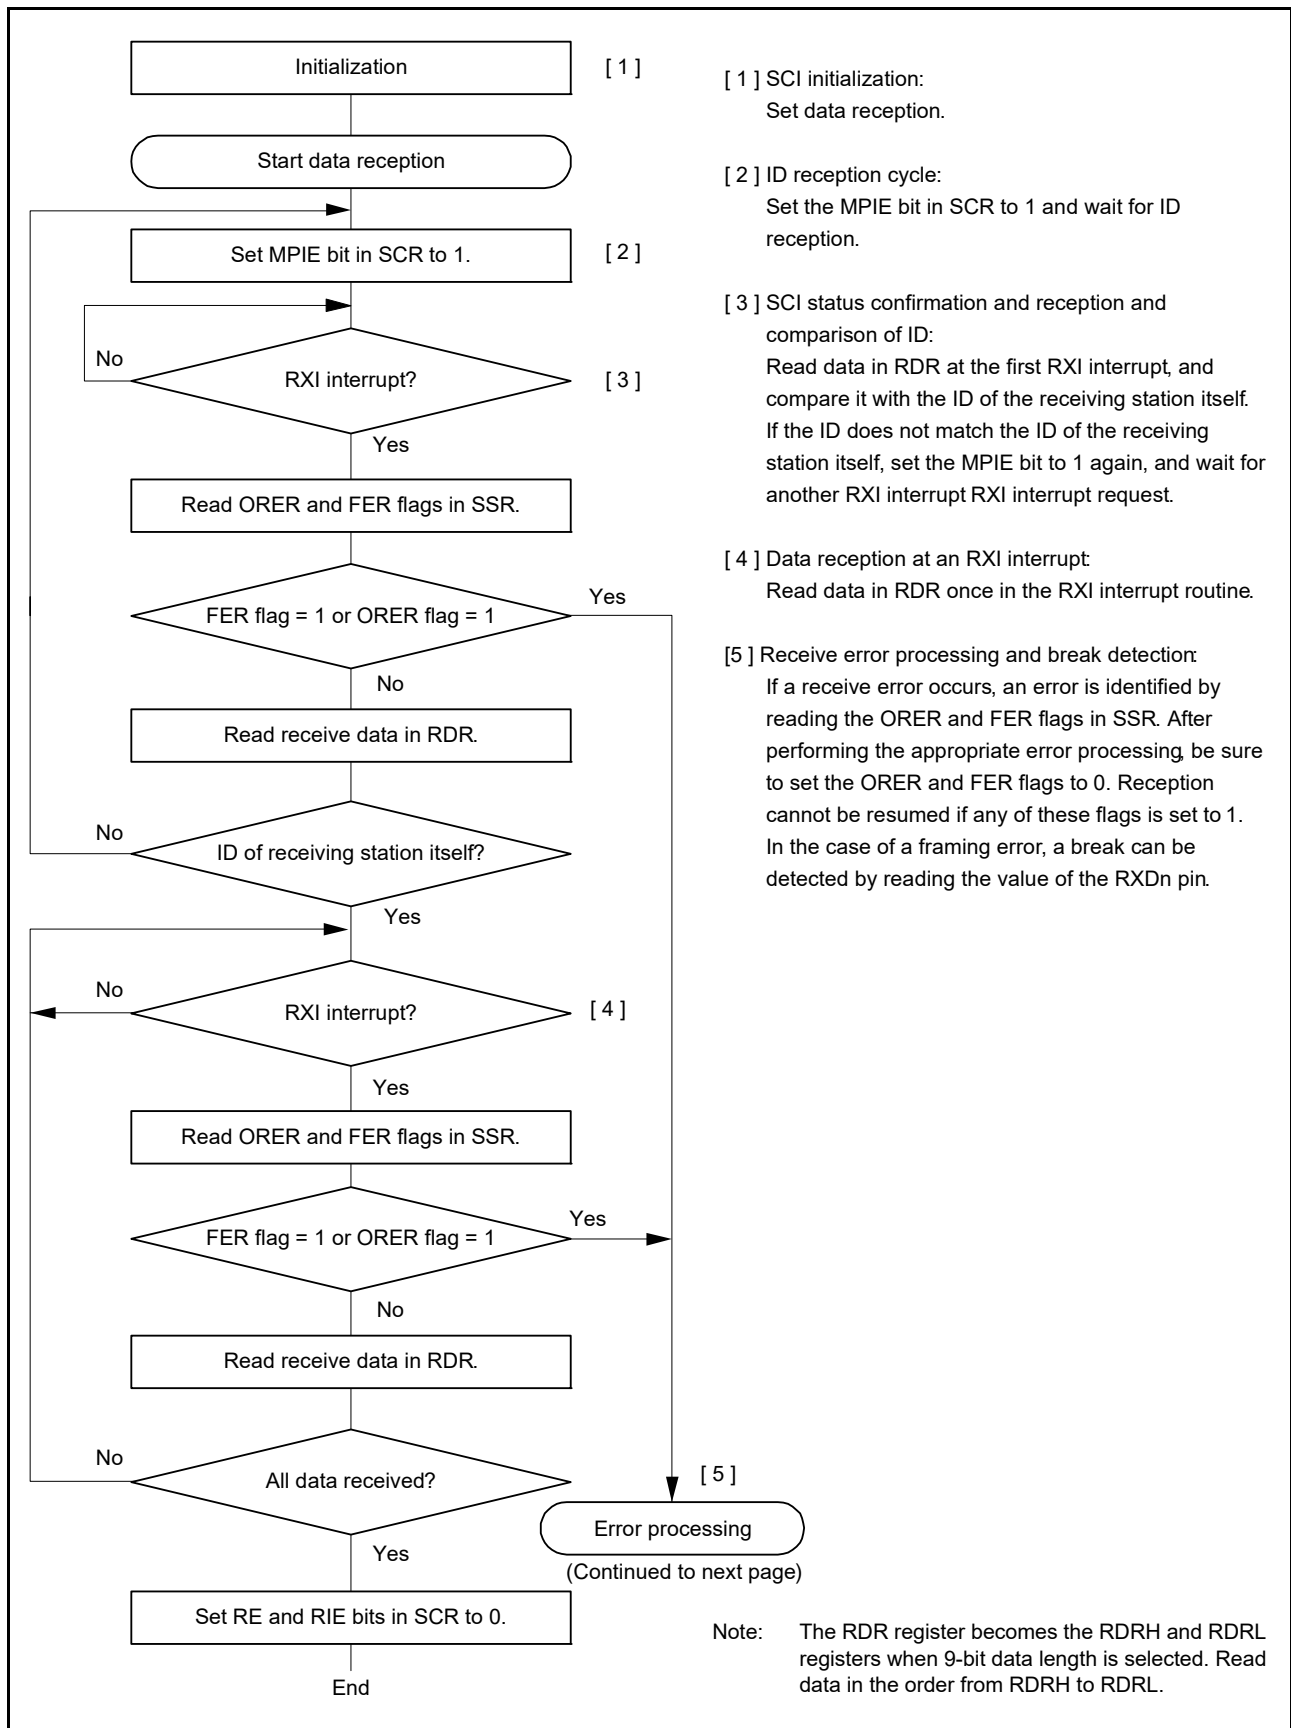 Initialization
[ 1 ]
Start data reception
Set MPIE bit in SCR to 1.
[ 2 ]
No
RXI interrupt?
[ 3 ]
Yes
Read ORER and FER flags in SSR.
FER flag = 1 or ORER flag = 1
Yes
No
Read receive data in RDR.
No
ID of receiving station itself?
Yes
No
RXI interrupt?
[ 4 ]
Yes
Read ORER and FER flags in SSR.
FER flag = 1 or ORER flag = 1
Yes
No
Read receive data in RDR.
No
All data received?
Yes
[ 5 ]
Error processing
(Continued to next page)
Set RE and RIE bits in SCR to 0.
End
[ 1 ] SCI initialization:
Set data reception.
[ 2 ] ID reception cycle:
Set the MPIE bit in SCR to 1 and wait for ID
reception.
[ 3 ] SCI status confirmation and reception and
comparison of ID:
Read data in RDR at the first RXI interrupt, and
compare it with the ID of the receiving station itself.
If the ID does not match the ID of the receiving
station itself, set the MPIE bit to 1 again, and wait for
another RXI interrupt RXI interrupt request.
[ 4 ] Data reception at an RXI interrupt:
Read data in RDR once in the RXI interrupt routine.
[5 ] Receive error processing and break detection:
If a receive error occurs, an error is identified by
reading the ORER and FER flags in SSR. After
performing the appropriate error processing, be sure
to set the ORER and FER flags to 0. Reception
cannot be resumed if any of these flags is set to 1.
In the case of a framing error, a break can be
detected by reading the value of the RXDn pin.
Note: The RDR register becomes the RDRH and RDRL
registers when 9-bit data length is selected. Read
data in the order from RDRH to RDRL.